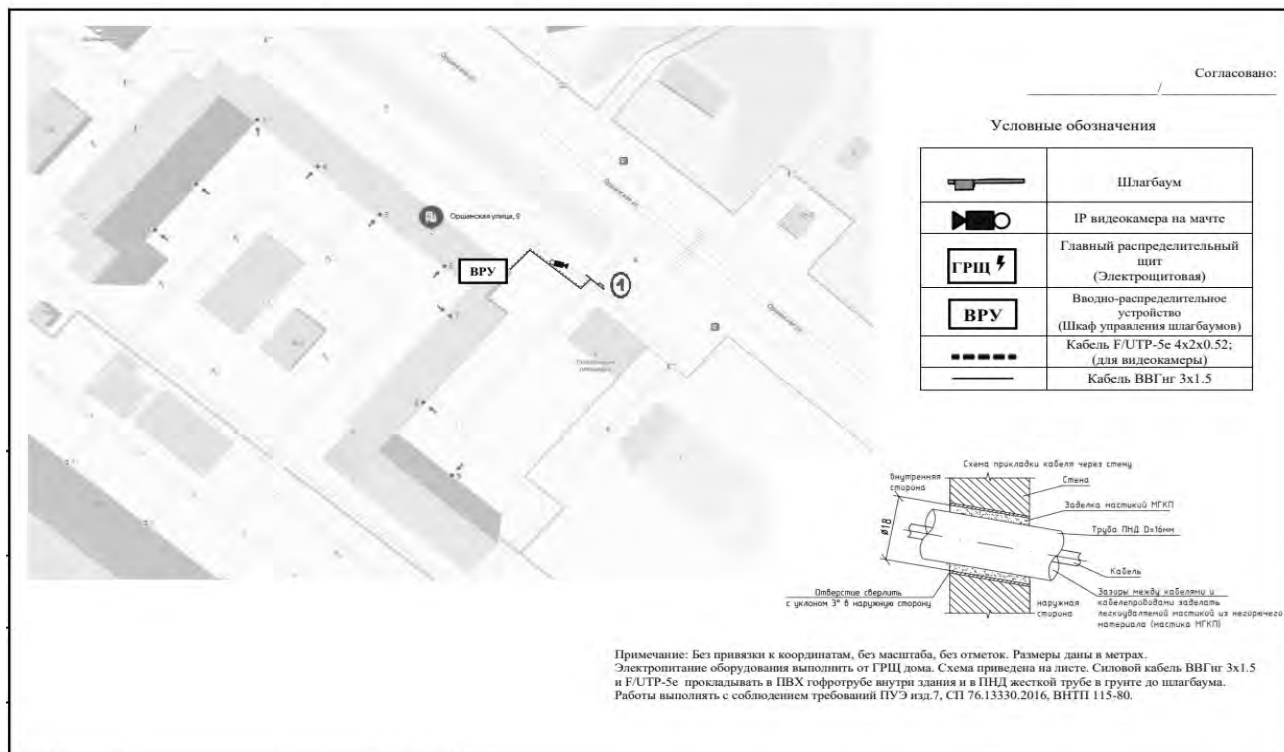 Согласовано:
/
Условные обозначения
Шлагбаум
IP видеокамера на мачте
ГРЩ
Главный распределительный
щит
(Электрощитовая)
ВРУ
Вводно-распределительное
устройство
(Шкаф управления шлагбаумов)
Кабель F/UTP-5e 4x2x0.52;
(для видеокамеры)
Кабель ВВГнг 3x1.5
Оршанская улица, 9
ВРУ
1
Схема прикладки кабеля через стену
Внутренняя
сторона
Стена
Заделка мастикой МГКП
Труба ПНД D=16мм
ø18
Кабель
Отверстие сверлить
с уклоном 3° в наружную сторону
наружная
сторона
Зазоры между кабелями и
кабелепроводами заделать
легкоудалтемой мастикой из негорючего
материала (мастика МГКП)
Примечание: Без привязки к координатам, без масштаба, без отметок. Размеры даны в метрах.
Электропитание оборудования выполнить от ГРЩ дома. Схема приведена на листе. Силовой кабель ВВГнг 3x1.5
и F/UTP-5e прокладывать в ПВХ гофротрубе внутри здания и в ПНД жесткой трубе в грунте до шлагбаума.
Работы выполнять с соблюдением требований ПУЭ изд.7, СП 76.13330.2016, ВНТП 115-80.